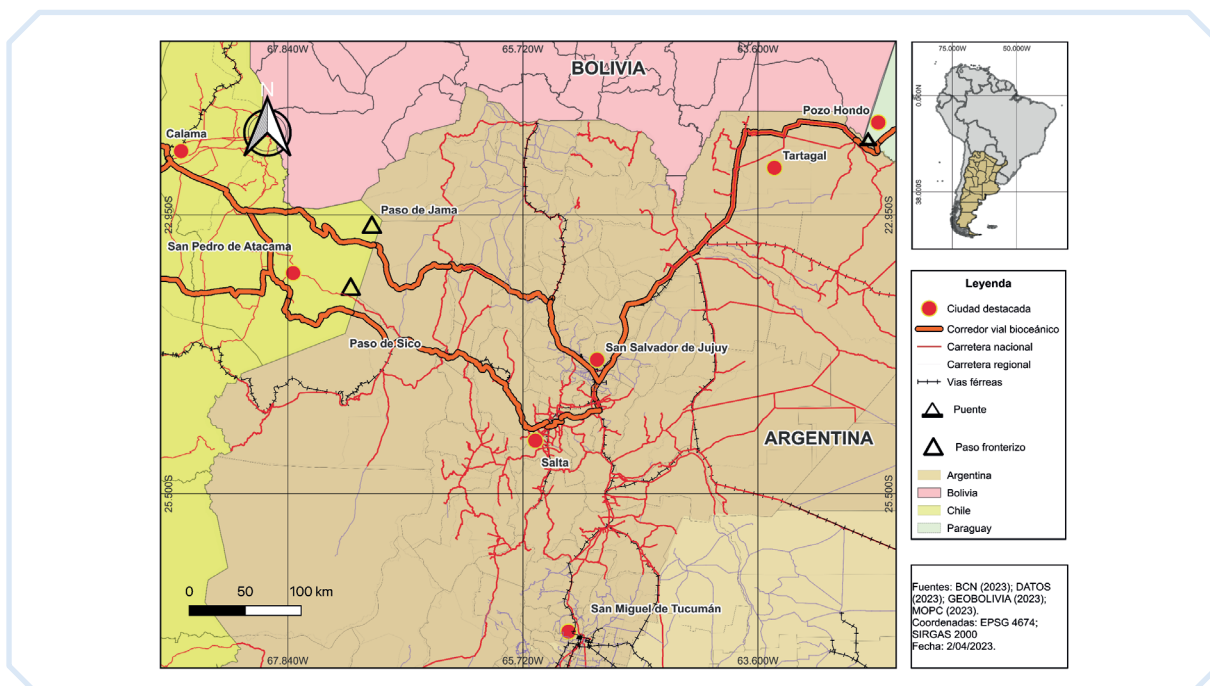 67.840W
65.720W
63.600W
BOLIVIA
N
Pozo Hondo
Calama
Tartagal
22.950S
22.950S
Paso de Jama
San Pedro de Atacama
Paso de Sico
San Salvador de Jujuy
ARGENTINA
Salta
25.500S
25.500S
0
50
100 km
San Miguel de Tucumán
67.840W
65.720W
63.600W
75.000W
50.000W
0.000N
38.000S
Leyenda
Ciudad destacada
Corredor vial bioceánico
Carretera nacional
Carretera regional
Vias férreas
Puente
Paso fronterizo
Argentina
Bolivia
Chile
Paraguay
Fuentes: BCN (2023); DATOS
(2023); GEOBOLIVIA (2023);
MOPC (2023).
Coordenadas: EPSG 4674;
SIRGAS 2000
Fecha: 2/04/2023.